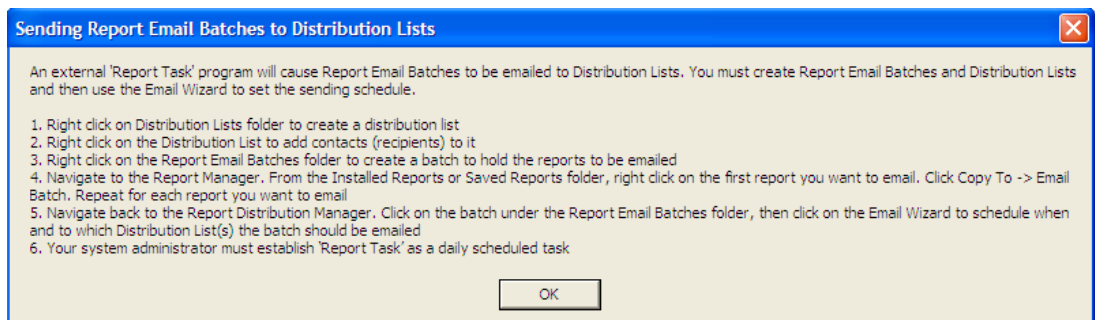 Sending Report Email Batches to Distribution Lists
An external 'Report Task' program will cause Report Email Batches to be emailed to Distribution Lists. You must create Report Email Batches and Distribution Lists
and then use the Email Wizard to set the sending schedule.
1. Right click on Distribution Lists folder to create a distribution list
2. Right click on the Distribution List to add contacts (recipients) to it
3. Right click on the Report Email Batches folder to create a batch to hold the reports to be emailed
4. Navigate to the Report Manager. From the Installed Reports or Saved Reports folder, right click on the first report you want to email. Click Copy To -> Email
Batch. Repeat for each report you want to email
5. Navigate back to the Report Distribution Manager. Click on the batch under the Report Email Batches folder, then click on the Email Wizard to schedule when
and to which Distribution List(s) the batch should be emailed
6. Your system administrator must establish 'Report Task' as a daily scheduled task
OK